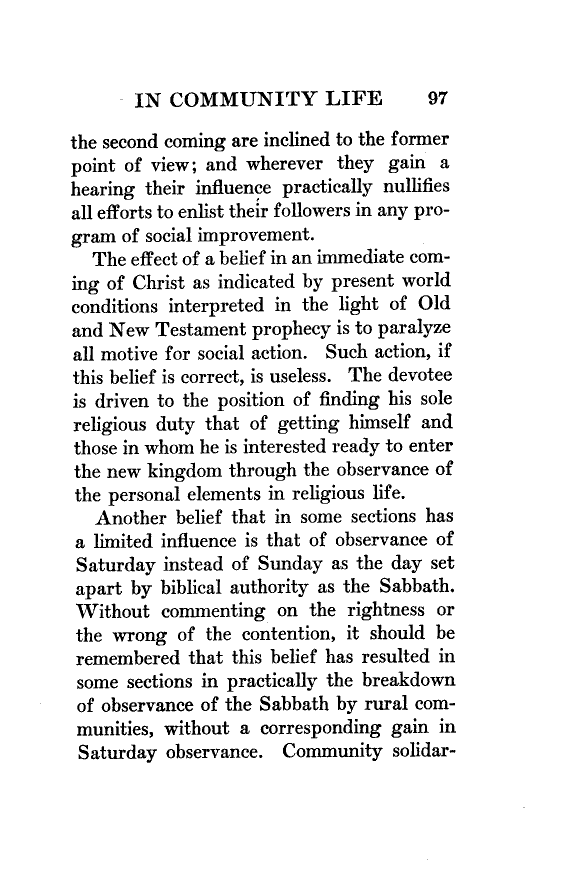 IN COMMUNITY LIFE 97
the second coming are inclined to the former
point of view; and wherever they gain a
hearing their influence practically nullifies
all efforts to enlist their followers in any pro-
gram of social improvement.
The effect of a belief in an immediate com-
ing of Christ as indicated by present world
conditions interpreted in the light of Old
and New Testament prophecy is to paralyze
all motive for social action. Such action, if
this belief is correct, is useless. The devotee
is driven to the position of finding his sole
religious duty that of getting himself and
those in whom he is interested ready to enter
the new kingdom through the observance of
the personal elements in religious life.
Another belief that in some sections has
a limited influence is that of observance of
Saturday instead of Sunday as the day set
apart by biblical authority as the Sabbath.
Without commenting on the rightness or
the wrong of the contention, it should be
remembered that this belief has resulted in
some sections in practically the breakdown
of observance of the Sabbath by rural com-
munities, without a corresponding gain in
Saturday observance. Community solidar-